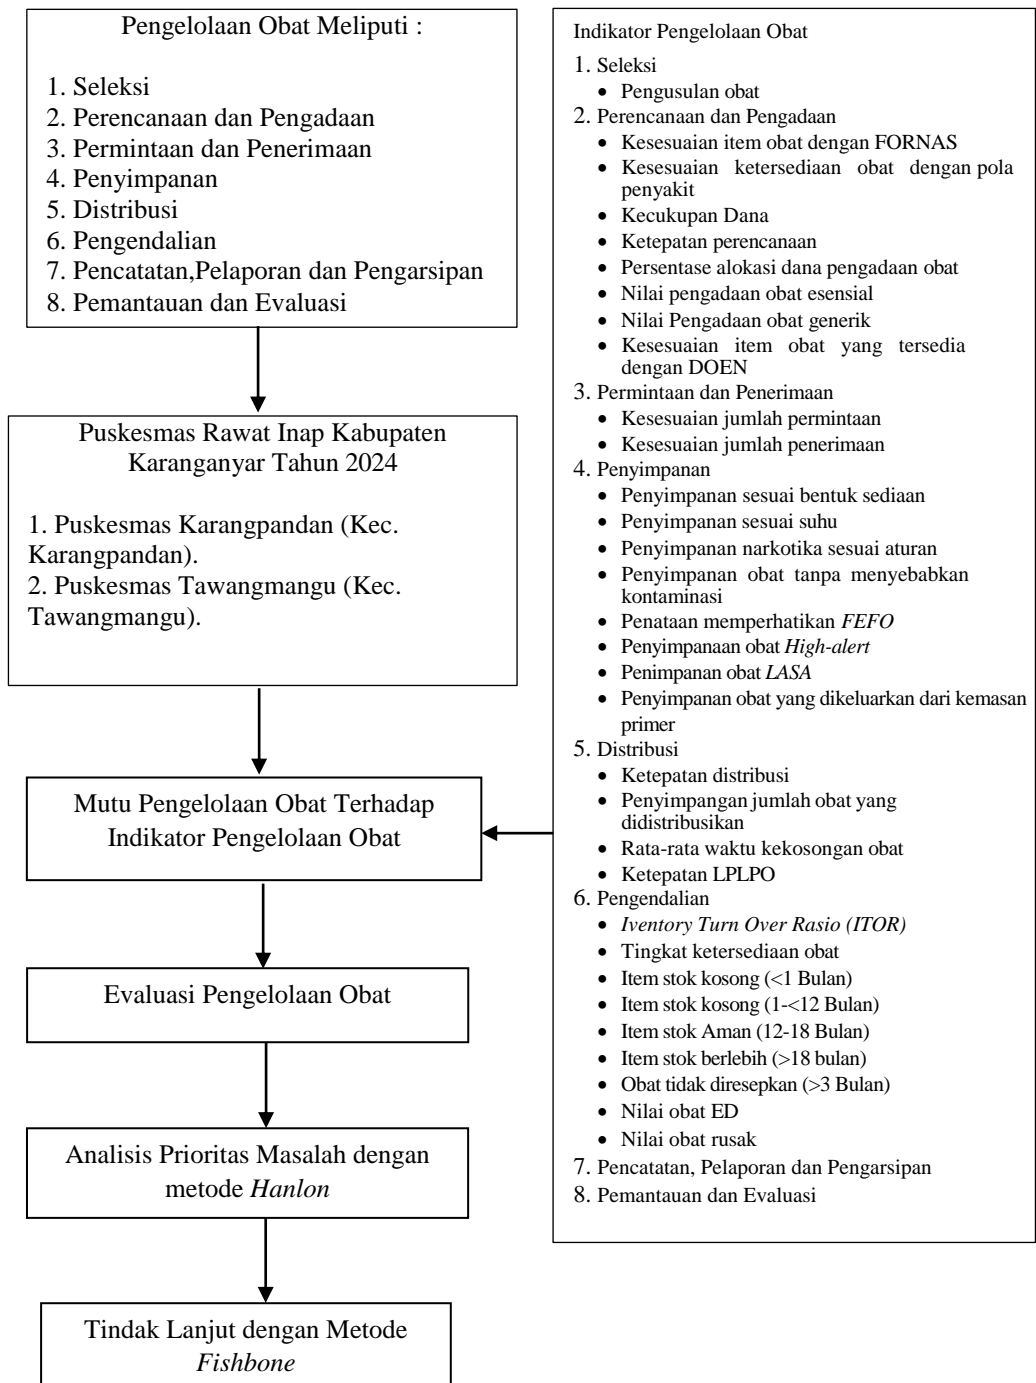 Pengelolaan Obat Meliputi :
1. Seleksi
2. Perencanaan dan Pengadaan
3. Permintaan dan Penerimaan
4. Penyimpanan
5. Distribusi
6. Pengendalian
7. Pencatatan,Pelaporan dan Pengarsipan
8. Pemantauan dan Evaluasi
Puskesmas Rawat Inap Kabupaten
Karanganyar Tahun 2024
1. Puskesmas Karangpandan (Kec.
Karangpandan).
2. Puskesmas Tawangmangu (Kec.
Tawangmangu).
Mutu Pengelolaan Obat Terhadap
Indikator Pengelolaan Obat
Evaluasi Pengelolaan Obat
Analisis Prioritas Masalah dengan
metode Hanlon
Tindak Lanjut dengan Metode
Fishbone
Indikator Pengelolaan Obat
1. Seleksi
• Pengusulan obat
2. Perencanaan dan Pengadaan
• Kesesuaian item obat dengan FORNAS
• Kesesuaian ketersediaan obat dengan pola
penyakit
• Kecukupan Dana
• Ketepatan perencanaan
• Persentase alokasi dana pengadaan obat
• Nilai pengadaan obat esensial
• Nilai Pengadaan obat generik
• Kesesuaian item obat yang tersedia
dengan DOEN
3. Permintaan dan Penerimaan
• Kesesuaian jumlah permintaan
• Kesesuaian jumlah penerimaan
4. Penyimpanan
• Penyimpanan sesuai bentuk sediaan
• Penyimpanan sesuai suhu
• Penyimpanan narkotika sesuai aturan
• Penyimpanan obat tanpa menyebabkan
kontaminasi
• Penataan memperhatikan FEFO
• Penyimpanaan obat High-alert
• Penimpanan obat LASA
• Penyimpanan obat yang dikeluarkan dari kemasan
primer
5. Distribusi
• Ketepatan distribusi
• Penyimpangan jumlah obat yang
didistribusikan
• Rata-rata waktu kekosongan obat
• Ketepatan LPLPO
6. Pengendalian
• Iventory Turn Over Rasio (ITOR)
• Tingkat ketersediaan obat
• Item stok kosong (<1 Bulan)
• Item stok kosong (1-<12 Bulan)
• Item stok Aman (12-18 Bulan)
• Item stok berlebih (>18 bulan)
• Obat tidak diresepkan (>3 Bulan)
• Nilai obat ED
• Nilai obat rusak
7. Pencatatan, Pelaporan dan Pengarsipan
8. Pemantauan dan Evaluasi